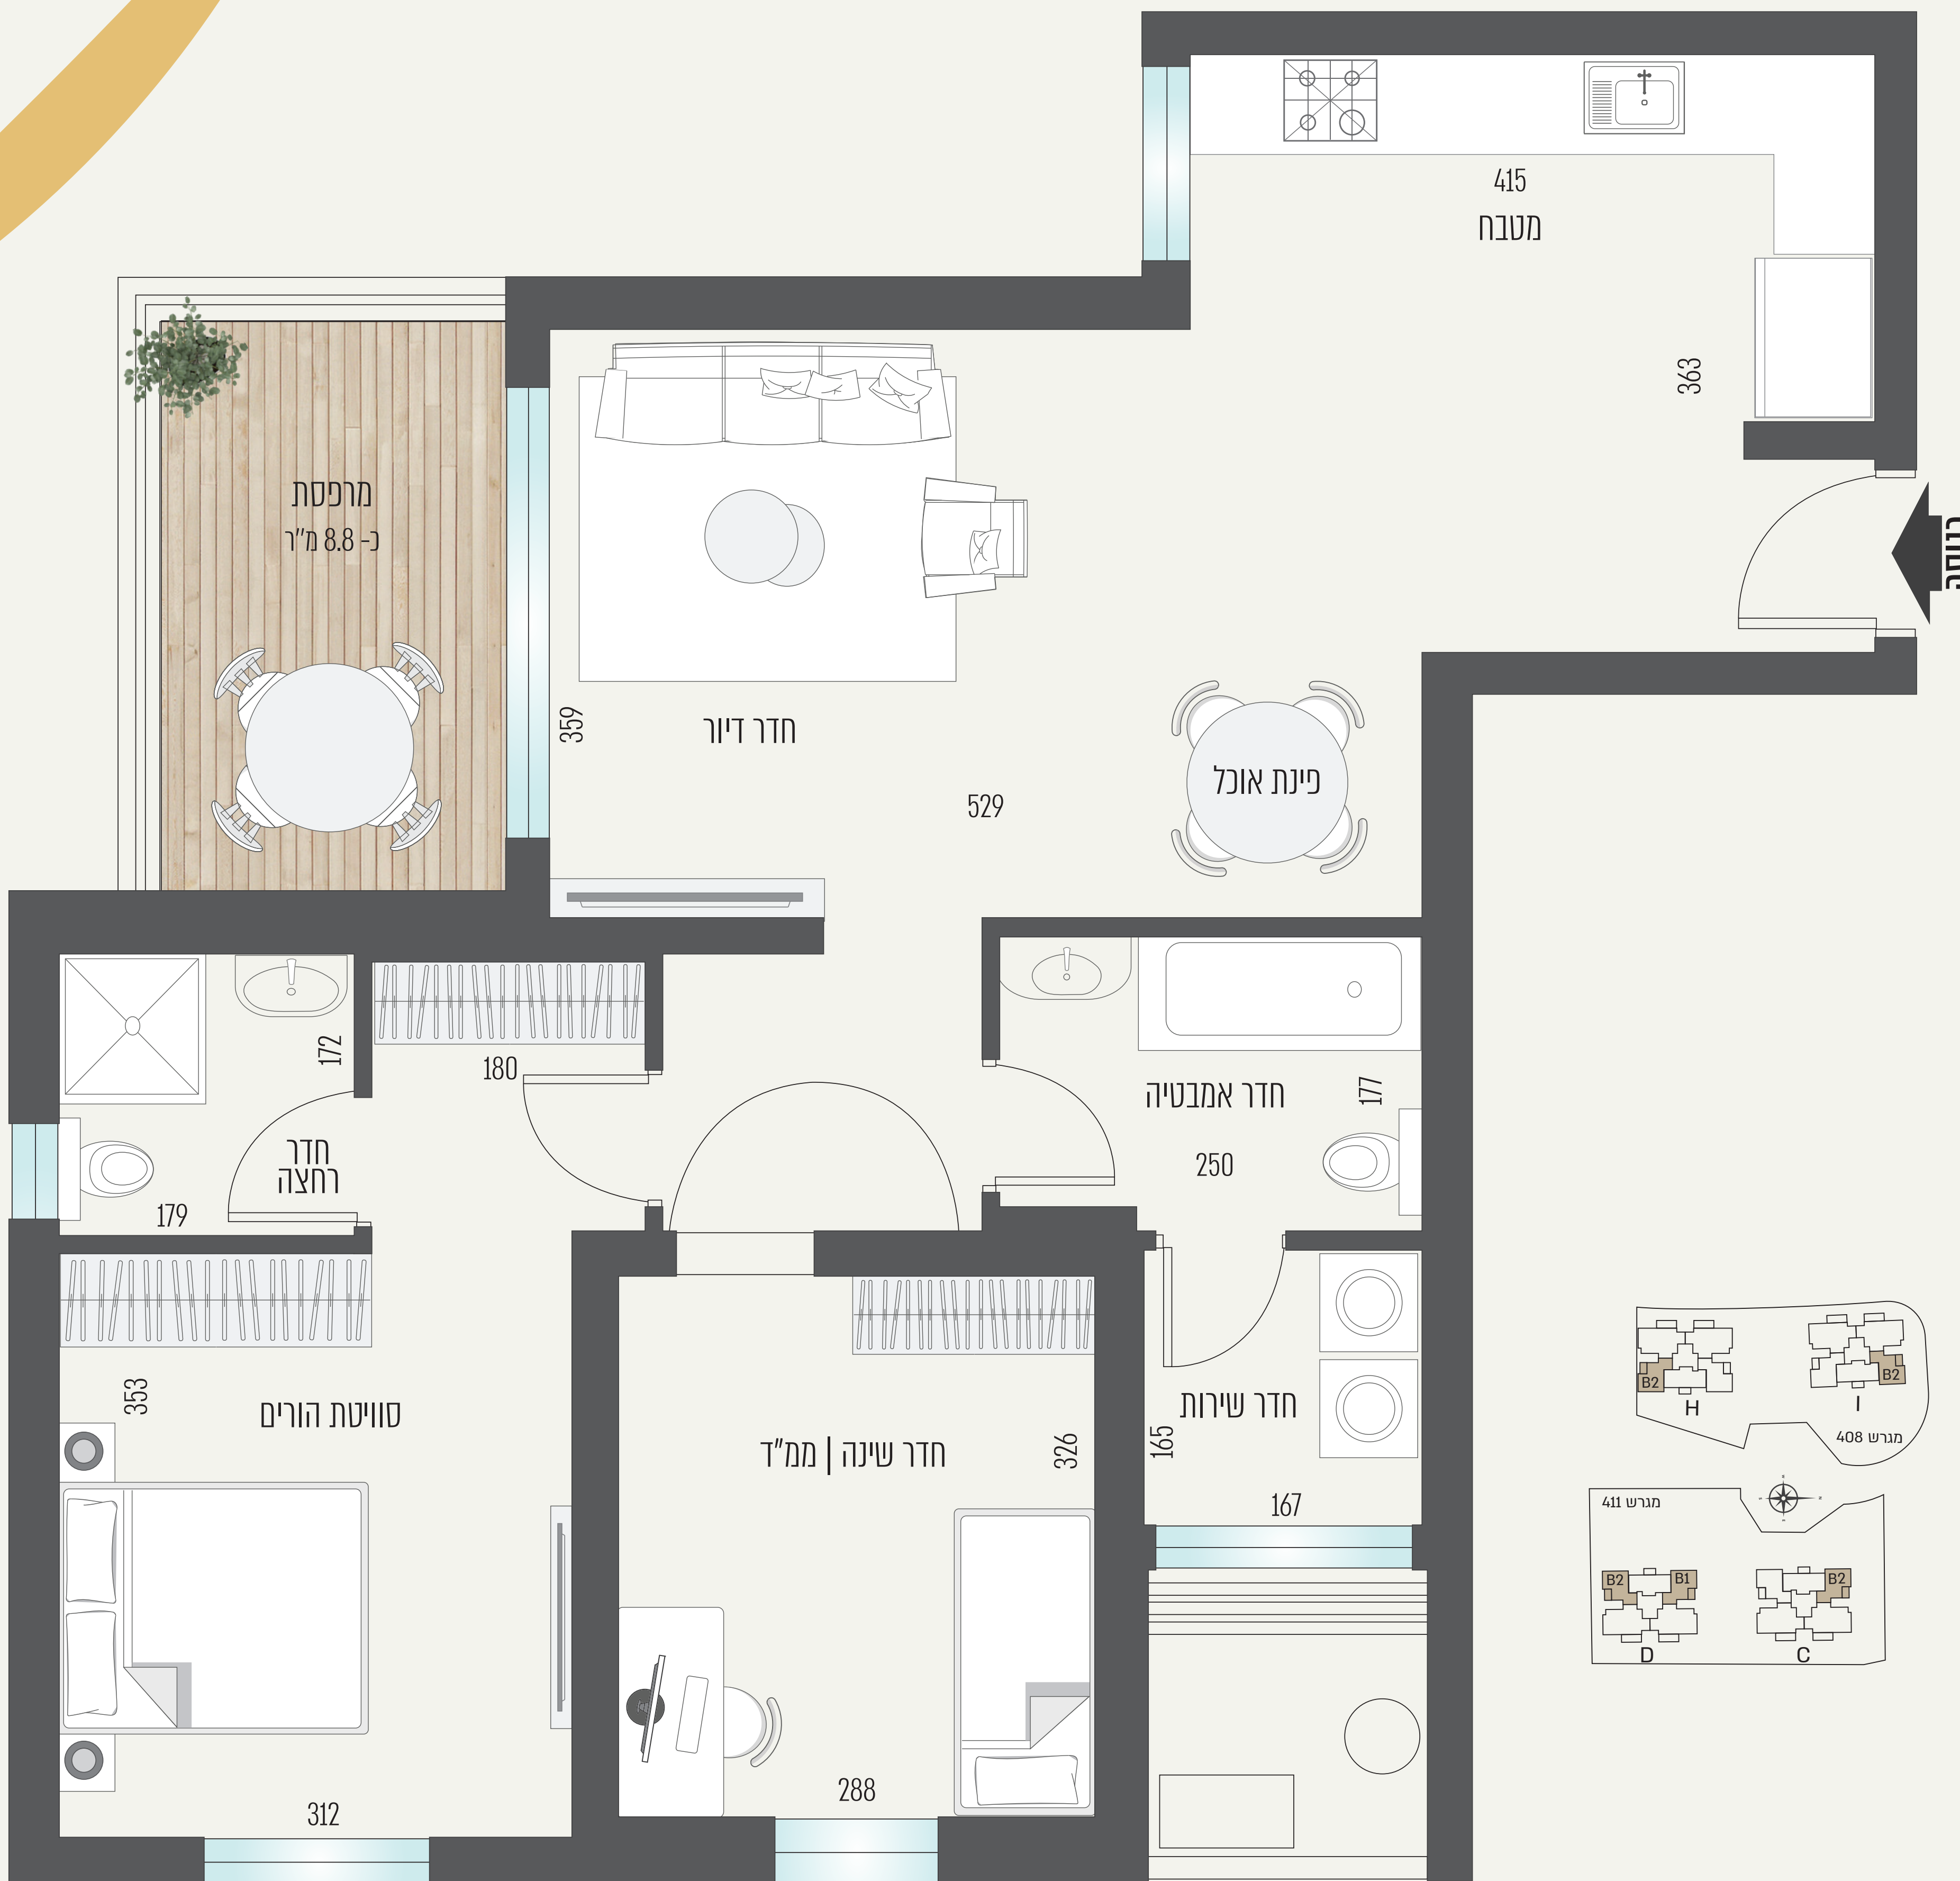 415
מטבח
363
כניסה
מרפסת
כ- 8.8 מ"ר
359
חדר דיור
529
פינת אוכל
172
180
חדר
רחצה
179
חדר אמבטיה
177
250
353
סוויטת הורים
312
חדר שינה | ממ"ד
326
288
חדר שירות
165
167
B2
H
B2
I
מגרש 408
מגרש 411
B2
B1
D
B2
C